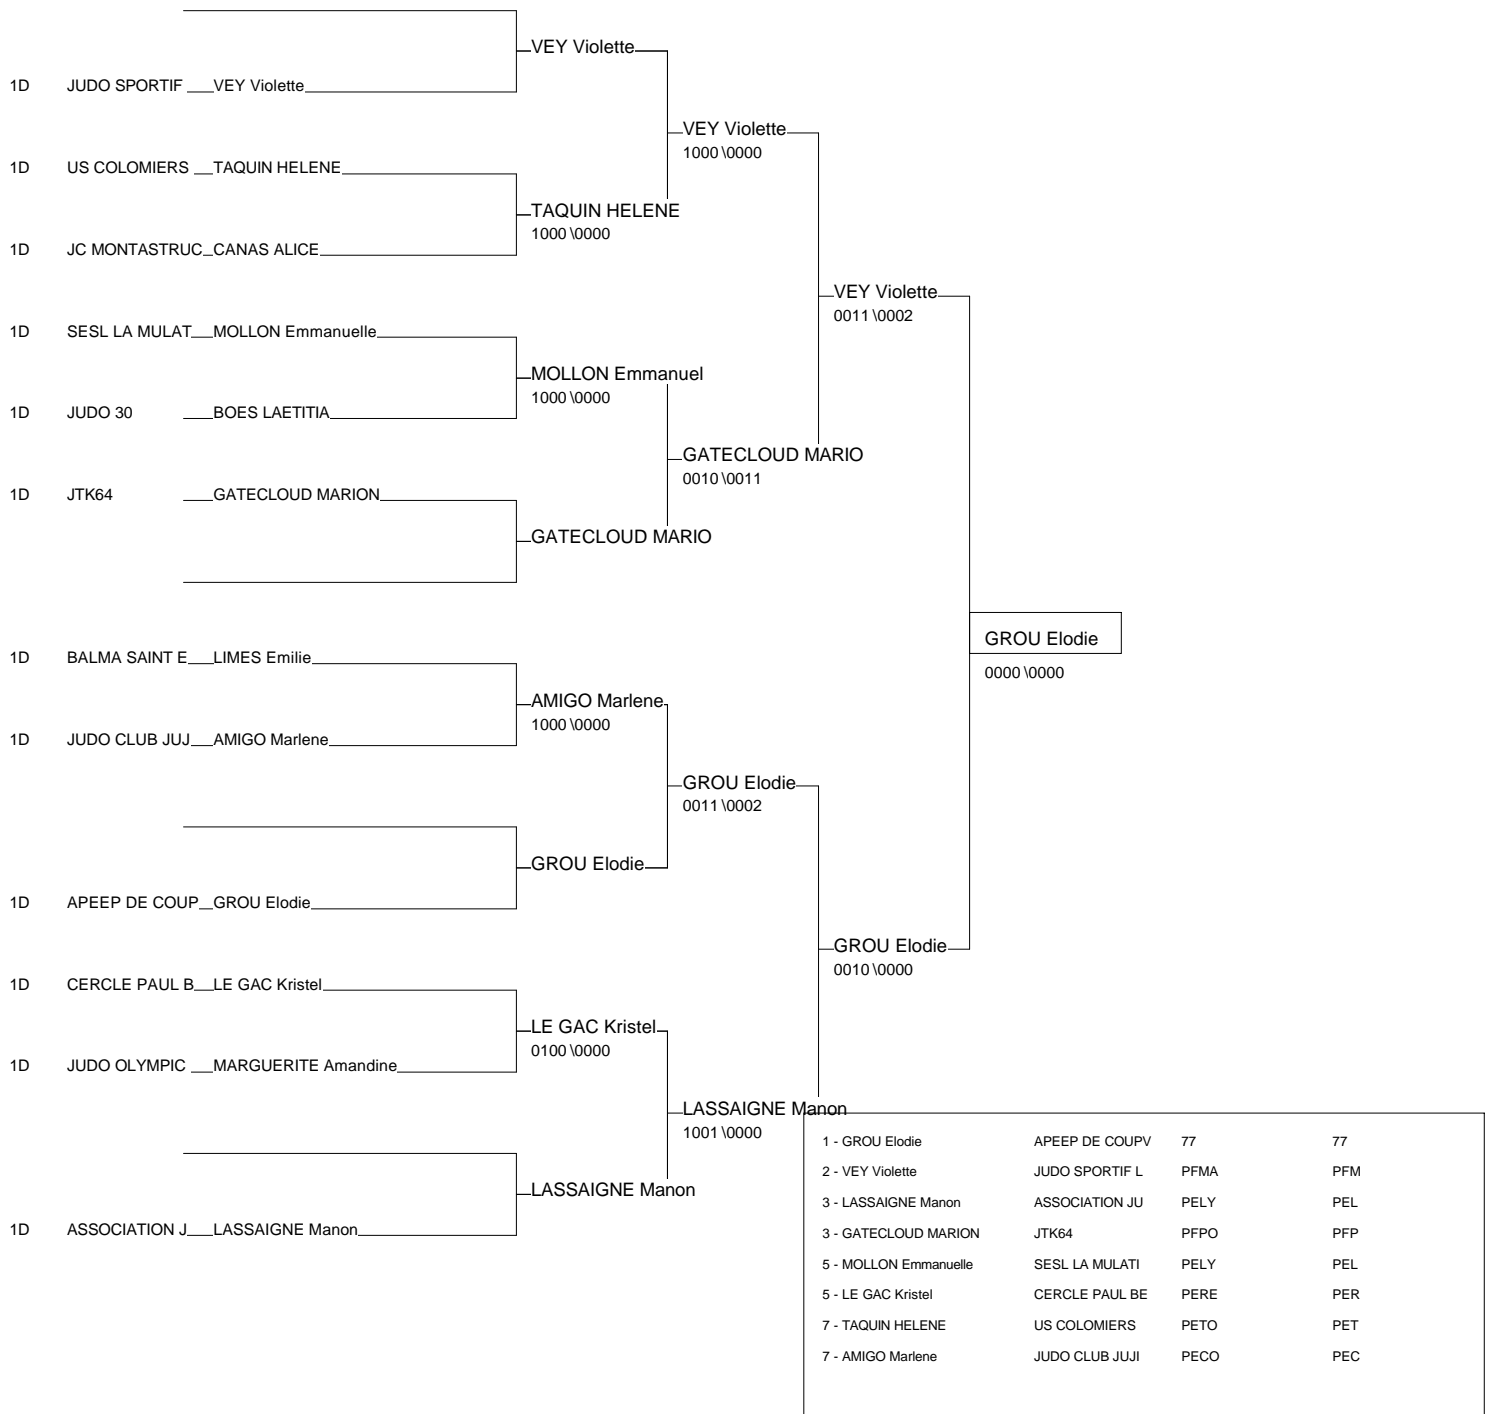 VEY Violette
1D JUDO SPORTIF VEY Violette
VEY Violette
1000 \0000
1D US COLOMIERS TAQUIN HELENE
TAQUIN HELENE
1000 \0000
1D JC MONTASTRUC CANAS ALICE
VEY Violette
0011 \0002
1D SESL LA MULAT MOLLON Emmanuelle
MOLLON Emmanuel
1000 \0000
1D JUDO 30 BOES LAETITIA
GATECLOUD MARIO
0010 \0011
1D JTK64 GATECLOUD MARION
GATECLOUD MARIO
GROU Elodie
0000 \0000
1D BALMA SAINT E LIMES Emilie
AMIGO Marlene
1000 \0000
1D JUDO CLUB JUJ AMIGO Marlene
GROU Elodie
0011 \0002
GROU Elodie
1D APEEP DE COUP GROU Elodie
GROU Elodie
0010 \0000
1D CERCLE PAUL B LE GAC Kristel
LE GAC Kristel
0100 \0000
1D JUDO OLYMPIC MARGUERITE Amandine
LASSAIGNE Manon
1001 \0000
LASSAIGNE Manon
1D ASSOCIATION J LASSAIGNE Manon
1 - GROU Elodie APEEP DE COUPV 77 77
2 - VEY Violette JUDO SPORTIF L PFMA PFM
3 - LASSAIGNE Manon ASSOCIATION JU PELY PEL
3 - GATECLOUD MARION JTK64 PFPO PFP
5 - MOLLON Emmanuelle SESL LA MULATI PELY PEL
5 - LE GAC Kristel CERCLE PAUL BE PERE PER
7 - TAQUIN HELENE US COLOMIERS PETO PET
7 - AMIGO Marlene JUDO CLUB JUJI PECO PEC